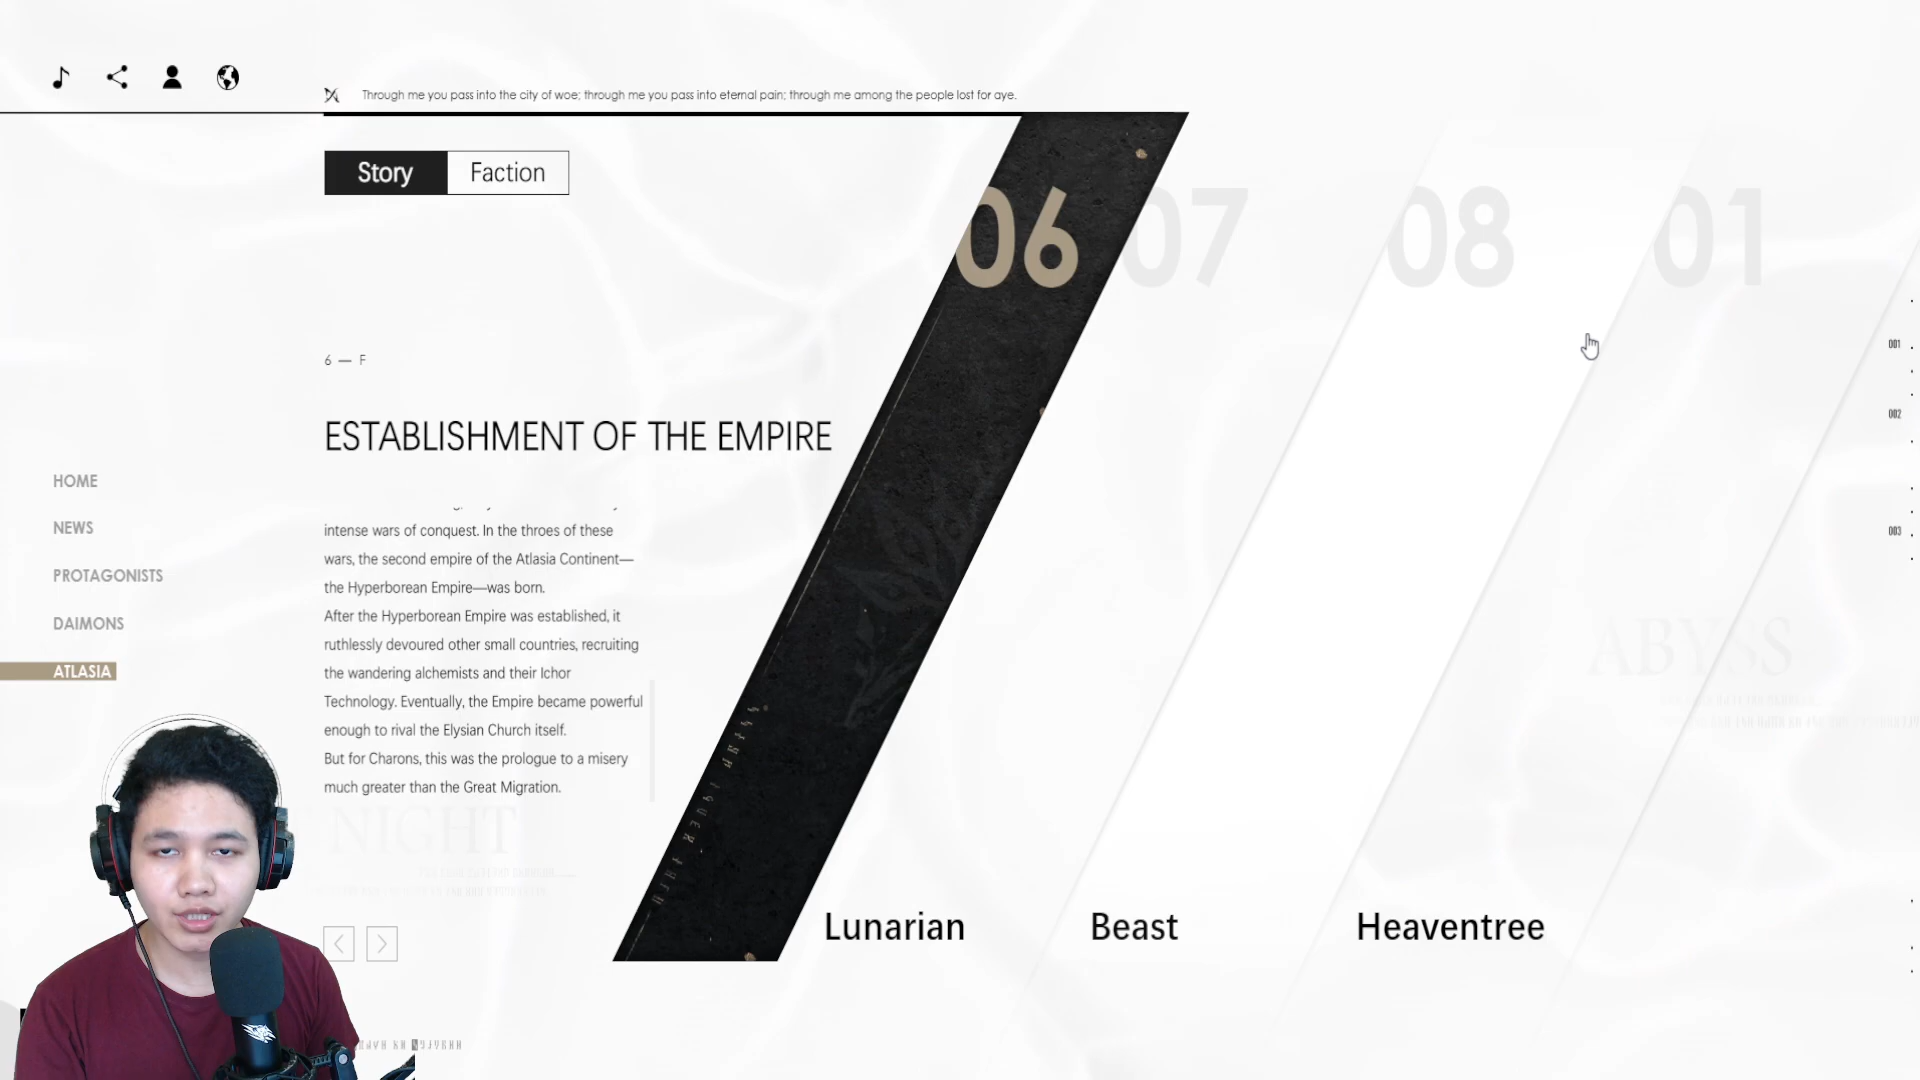 Through me you pass into the city of woe; through me you pass into eternal pain; through me among the people lost for aye.
Story
Faction
06
07
08
01
6 — F
ESTABLISHMENT OF THE EMPIRE
intense wars of conquest. In the throes of these
wars, the second empire of the Atlasia Continent—
the Hyperborean Empire—was born.
After the Hyperborean Empire was established, it
ruthlessly devoured other small countries, recruiting
the wandering alchemists and their Ichor
Technology. Eventually, the Empire became powerful
enough to rival the Elysian Church itself.
But for Charons, this was the prologue to a misery
much greater than the Great Migration.
HOME
NEWS
PROTAGONISTS
DAIMONS
ATLASIA
001
002
003
ABYSS
NIGHT
Lunarian
Beast
Heaventree